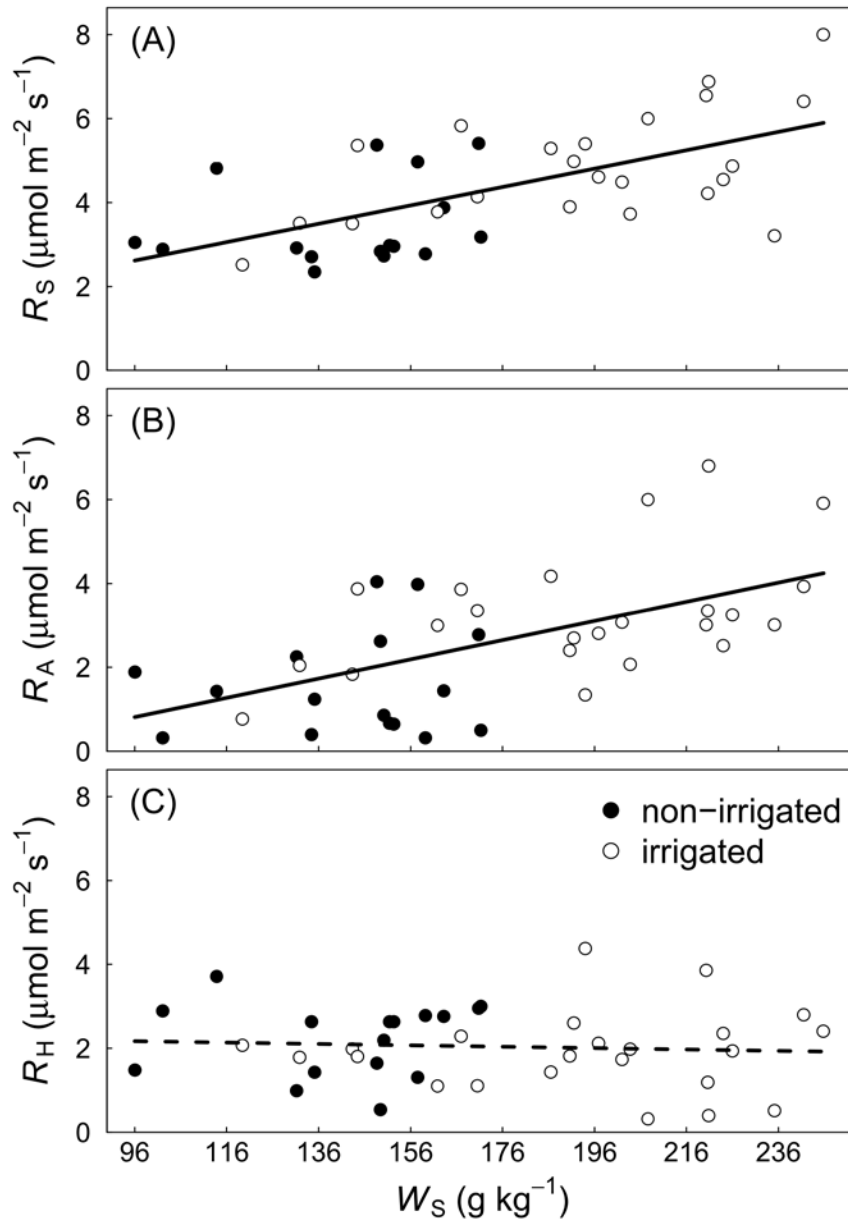 (A)
8
6
4
2
0
R_S (μmol m⁻² s⁻¹)
(B)
8
6
4
2
0
R_A (μmol m⁻² s⁻¹)
(C)
non−irrigated
irrigated
8
6
4
2
0
R_H (μmol m⁻² s⁻¹)
96 116 136 156 176 196 216 236
W_S (g kg⁻¹)